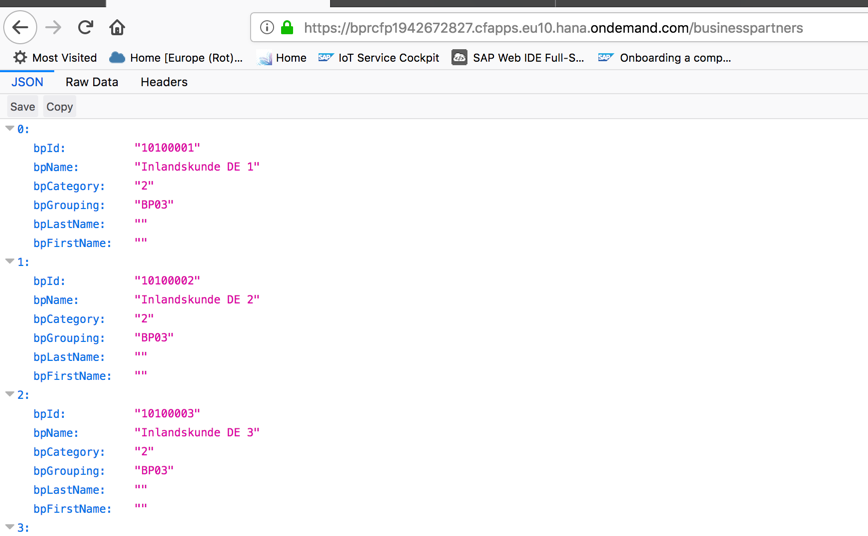 https://bprcfp1942672827.cfapps.eu10.hana.ondemand.com/businesspartners
Most Visited Home [Europe (Rot)... Home SAP IoT Service Cockpit SAP Web IDE Full-S... SAP Onboarding a comp...
JSON Raw Data Headers
Save Copy
0:
bpId: "10100001"
bpName: "Inlandskunde DE 1"
bpCategory: "2"
bpGrouping: "BP03"
bpLastName: ""
bpFirstName: ""
1:
bpId: "10100002"
bpName: "Inlandskunde DE 2"
bpCategory: "2"
bpGrouping: "BP03"
bpLastName: ""
bpFirstName: ""
2:
bpId: "10100003"
bpName: "Inlandskunde DE 3"
bpCategory: "2"
bpGrouping: "BP03"
bpLastName: ""
bpFirstName: ""
3: